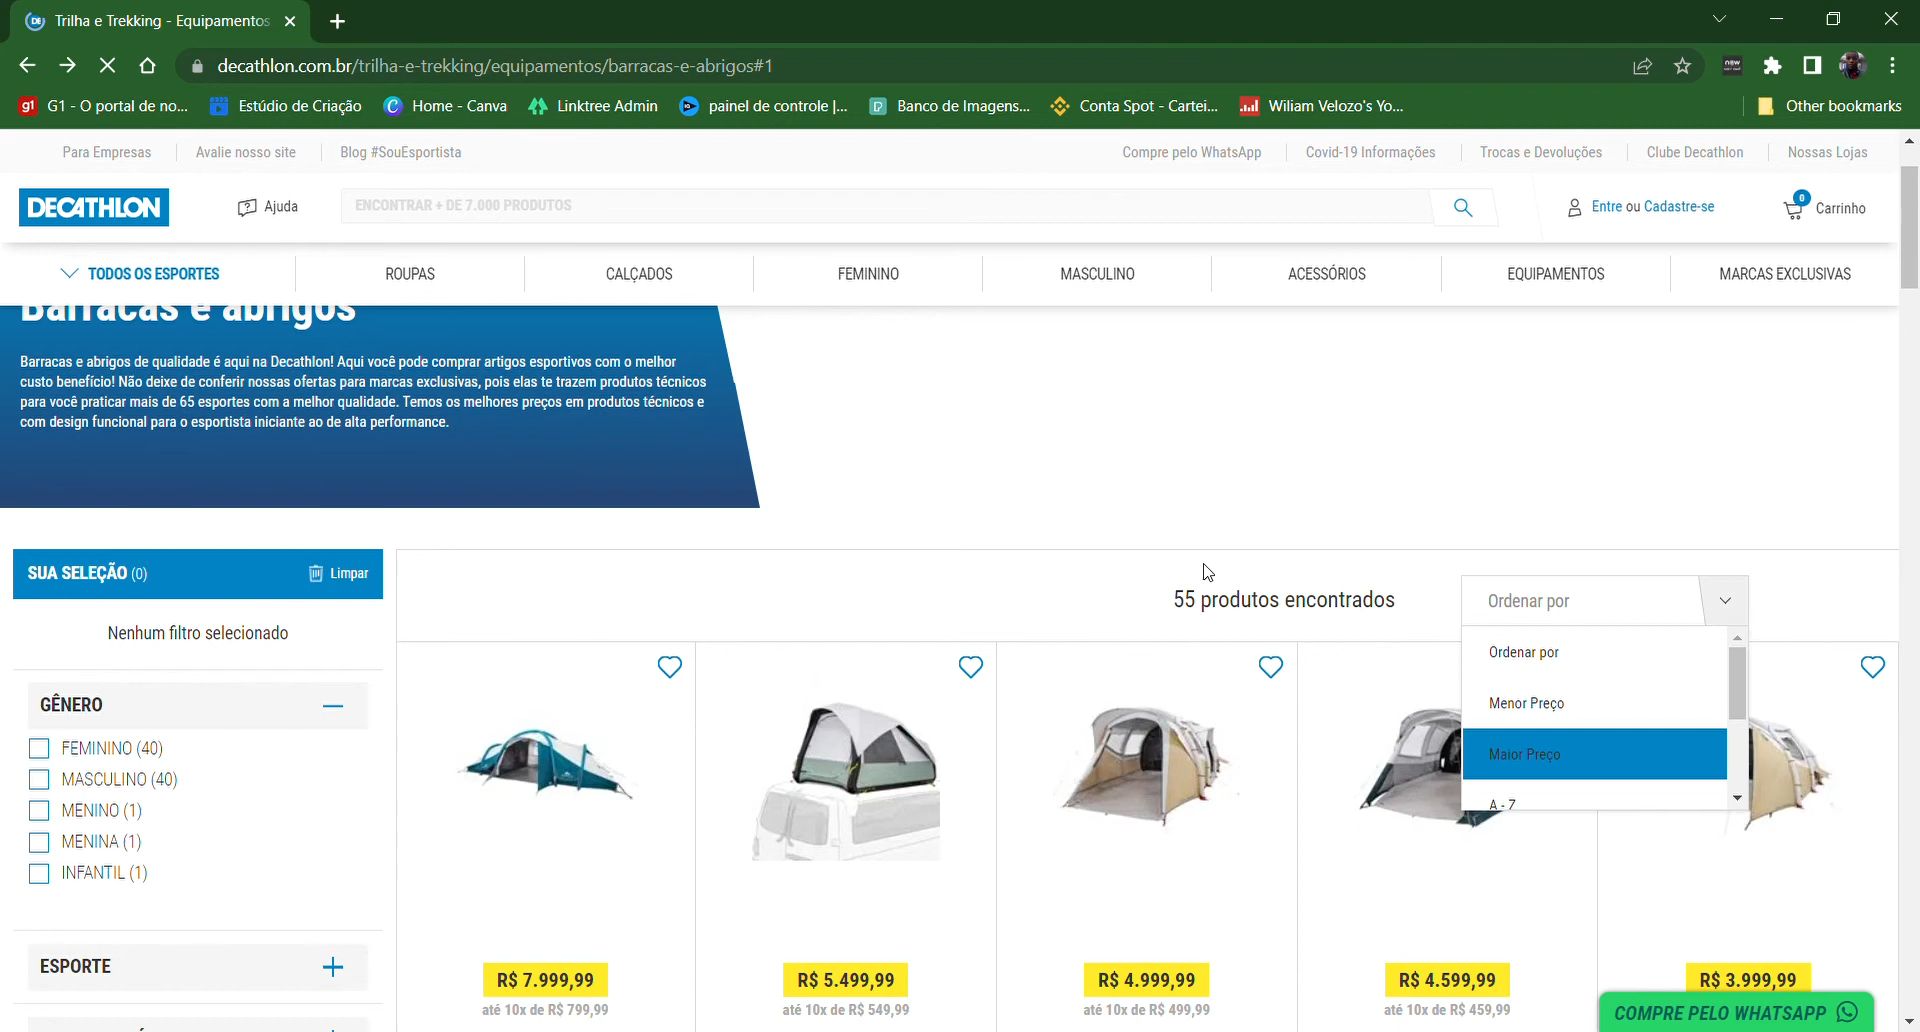 Trilha e Trekking - Equipamentos
decathlon.com.br/trilha-e-trekking/equipamentos/barracas-e-abrigos#1
G1 - O portal de no...
Estúdio de Criação
Home - Canva
Linktree Admin
painel de controle |...
Banco de Imagens...
Conta Spot - Cartei...
Wiliam Velozo's Yo...
Other bookmarks
Para Empresas
Avalie nosso site
Blog #SouEsportista
Compre pelo WhatsApp
Covid-19 Informações
Trocas e Devoluções
Clube Decathlon
Nossas Lojas
DECATHLON
Ajuda
ENCONTRAR + DE 7.000 PRODUTOS
Entre ou Cadastre-se
0
Carrinho
TODOS OS ESPORTES
ROUPAS
CALÇADOS
FEMININO
MASCULINO
ACESSÓRIOS
EQUIPAMENTOS
MARCAS EXCLUSIVAS
Barracas e abrigos
Barracas e abrigos de qualidade é aqui na Decathlon! Aqui você pode comprar artigos esportivos com o melhor
custo benefício! Não deixe de conferir nossas ofertas para marcas exclusivas, pois elas te trazem produtos técnicos
para você praticar mais de 65 esportes com a melhor qualidade. Temos os melhores preços em produtos técnicos e
com design funcional para o esportista iniciante ao de alta performance.
SUA SELEÇÃO (0)
Limpar
Nenhum filtro selecionado
GÊNERO
FEMININO (40)
MASCULINO (40)
MENINO (1)
MENINA (1)
INFANTIL (1)
ESPORTE
55 produtos encontrados
Ordenar por
Ordenar por
Menor Preço
Maior Preço
A - Z
R$ 7.999,99
até 10x de R$ 799,99
R$ 5.499,99
até 10x de R$ 549,99
R$ 4.999,99
até 10x de R$ 499,99
R$ 4.599,99
até 10x de R$ 459,99
R$ 3.999,99
COMPRE PELO WHATSAPP